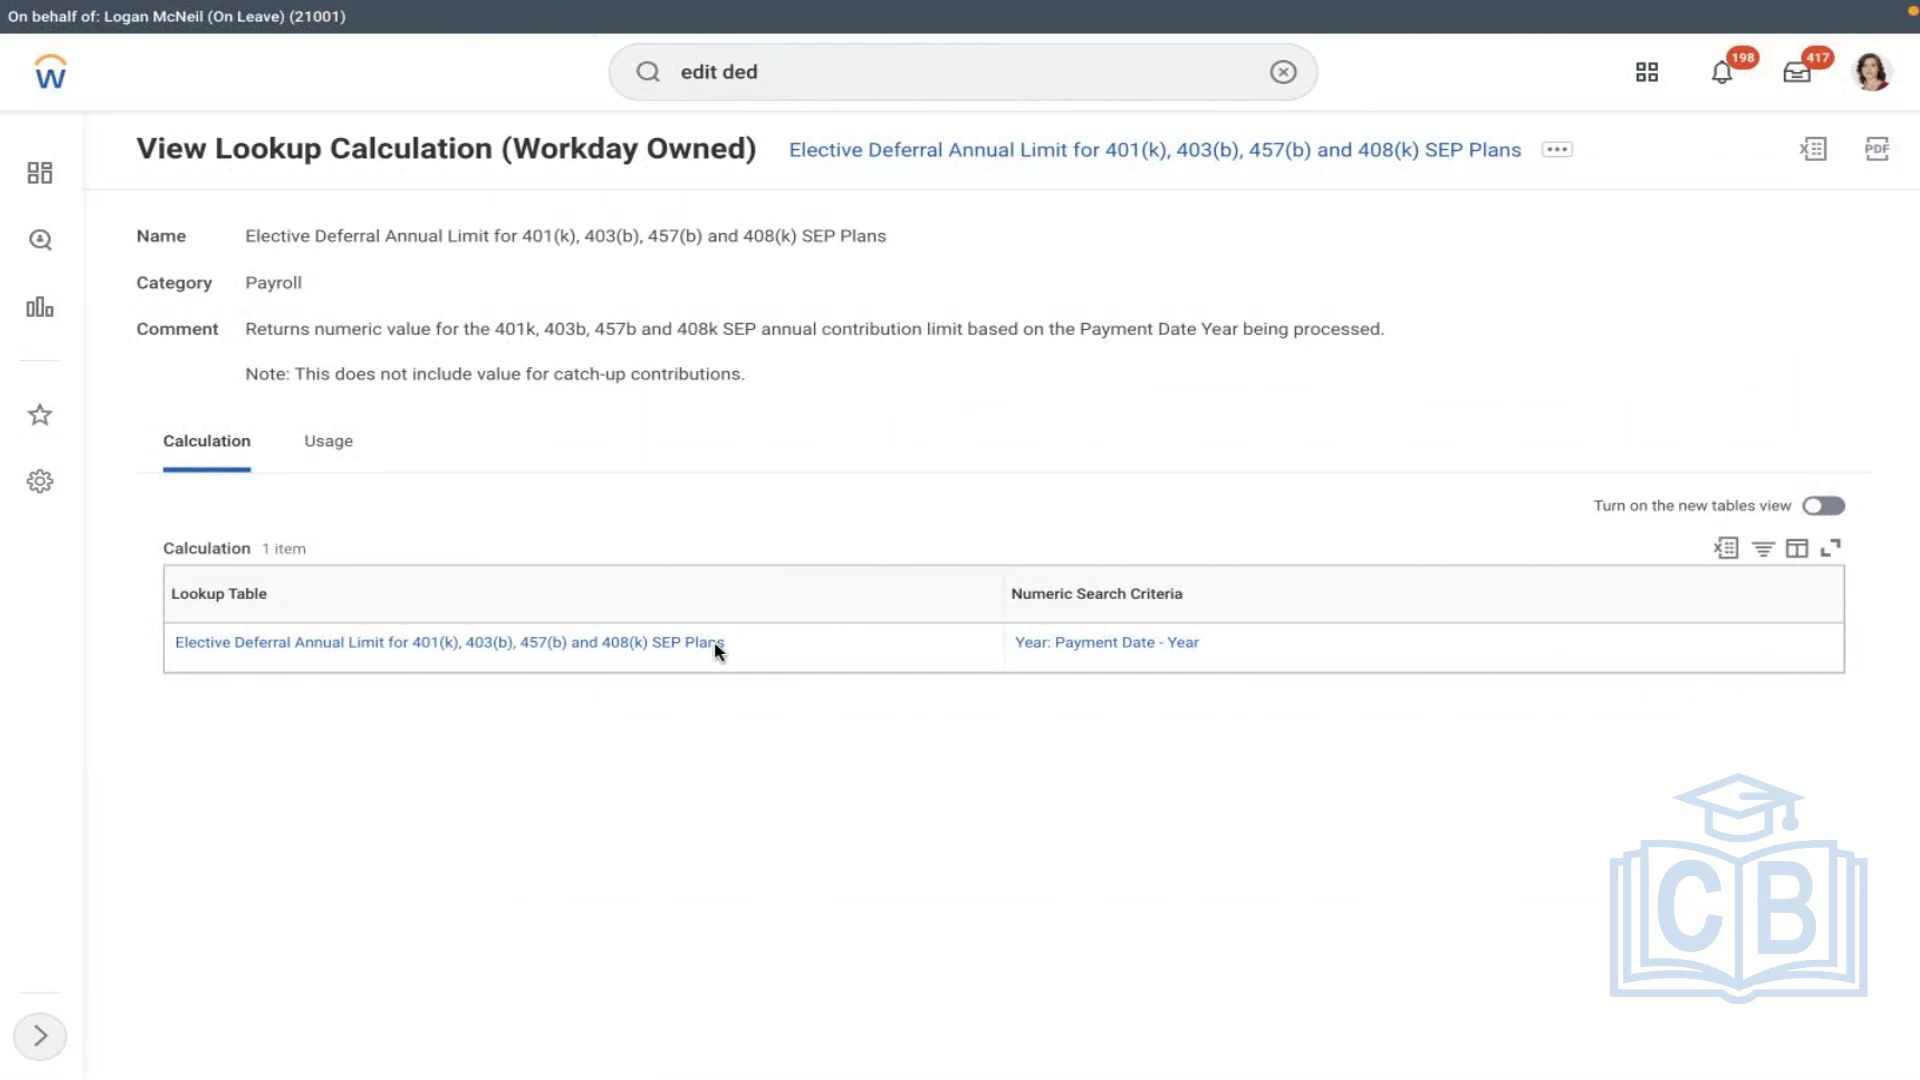 On behalf of: Logan McNeil (On Leave) (21001)
W
edit ded
198
417
View Lookup Calculation (Workday Owned)
Elective Deferral Annual Limit for 401(k), 403(b), 457(b) and 408(k) SEP Plans
PDF
Name
Elective Deferral Annual Limit for 401(k), 403(b), 457(b) and 408(k) SEP Plans
Category
Payroll
Comment
Returns numeric value for the 401k, 403b, 457b and 408k SEP annual contribution limit based on the Payment Date Year being processed.
Note: This does not include value for catch-up contributions.
Calculation
Usage
Turn on the new tables view
Calculation 1 item
Lookup Table
Numeric Search Criteria
Elective Deferral Annual Limit for 401(k), 403(b), 457(b) and 408(k) SEP Plans
Year: Payment Date - Year
CB